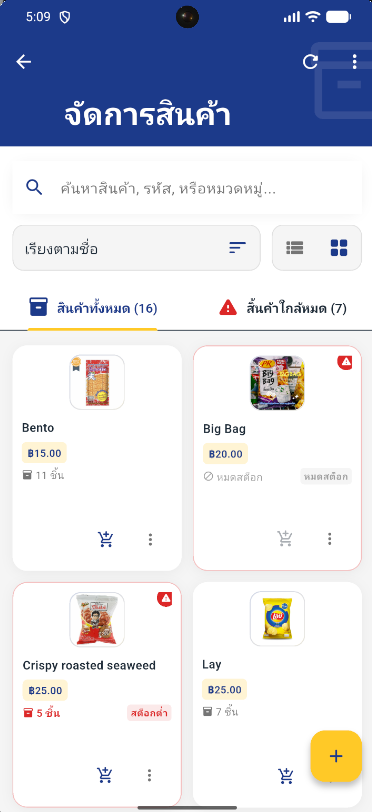 5:09
จัดการสินค้า
ค้นหาสินค้า, รหัส, หรือหมวดหมู่...
เรียงตามชื่อ
สินค้าทั้งหมด (16)
สิ้นค้าใกล้หมด (7)
Bento
฿15.00
11 ชิ้น
Big Bag
฿20.00
หมดสต็อก
หมดสต็อก
Crispy roasted seaweed
฿25.00
5 ชิ้น
สต็อกต่ำ
Lay
฿25.00
7 ชิ้น